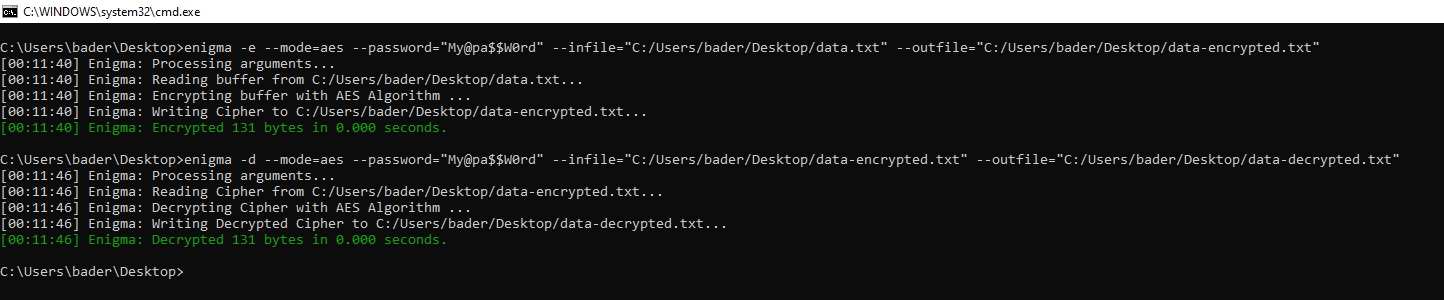 C:\WINDOWS\system32\cmd.exe
C:\Users\bader\Desktop>enigma -e --mode=aes --password="My@pa$$W0rd" --infile="C:/Users/bader/Desktop/data.txt" --outfile="C:/Users/bader/Desktop/data-encrypted.txt"
[00:11:40] Enigma: Processing arguments...
[00:11:40] Enigma: Reading buffer from C:/Users/bader/Desktop/data.txt...
[00:11:40] Enigma: Encrypting buffer with AES Algorithm ...
[00:11:40] Enigma: Writing Cipher to C:/Users/bader/Desktop/data-encrypted.txt...
[00:11:40] Enigma: Encrypted 131 bytes in 0.000 seconds.
C:\Users\bader\Desktop>enigma -d --mode=aes --password="My@pa$$W0rd" --infile="C:/Users/bader/Desktop/data-encrypted.txt" --outfile="C:/Users/bader/Desktop/data-decrypted.txt"
[00:11:46] Enigma: Processing arguments...
[00:11:46] Enigma: Reading Cipher from C:/Users/bader/Desktop/data-encrypted.txt...
[00:11:46] Enigma: Decrypting Cipher with AES Algorithm ...
[00:11:46] Enigma: Writing Decrypted Cipher to C:/Users/bader/Desktop/data-decrypted.txt...
[00:11:46] Enigma: Decrypted 131 bytes in 0.000 seconds.
C:\Users\bader\Desktop>